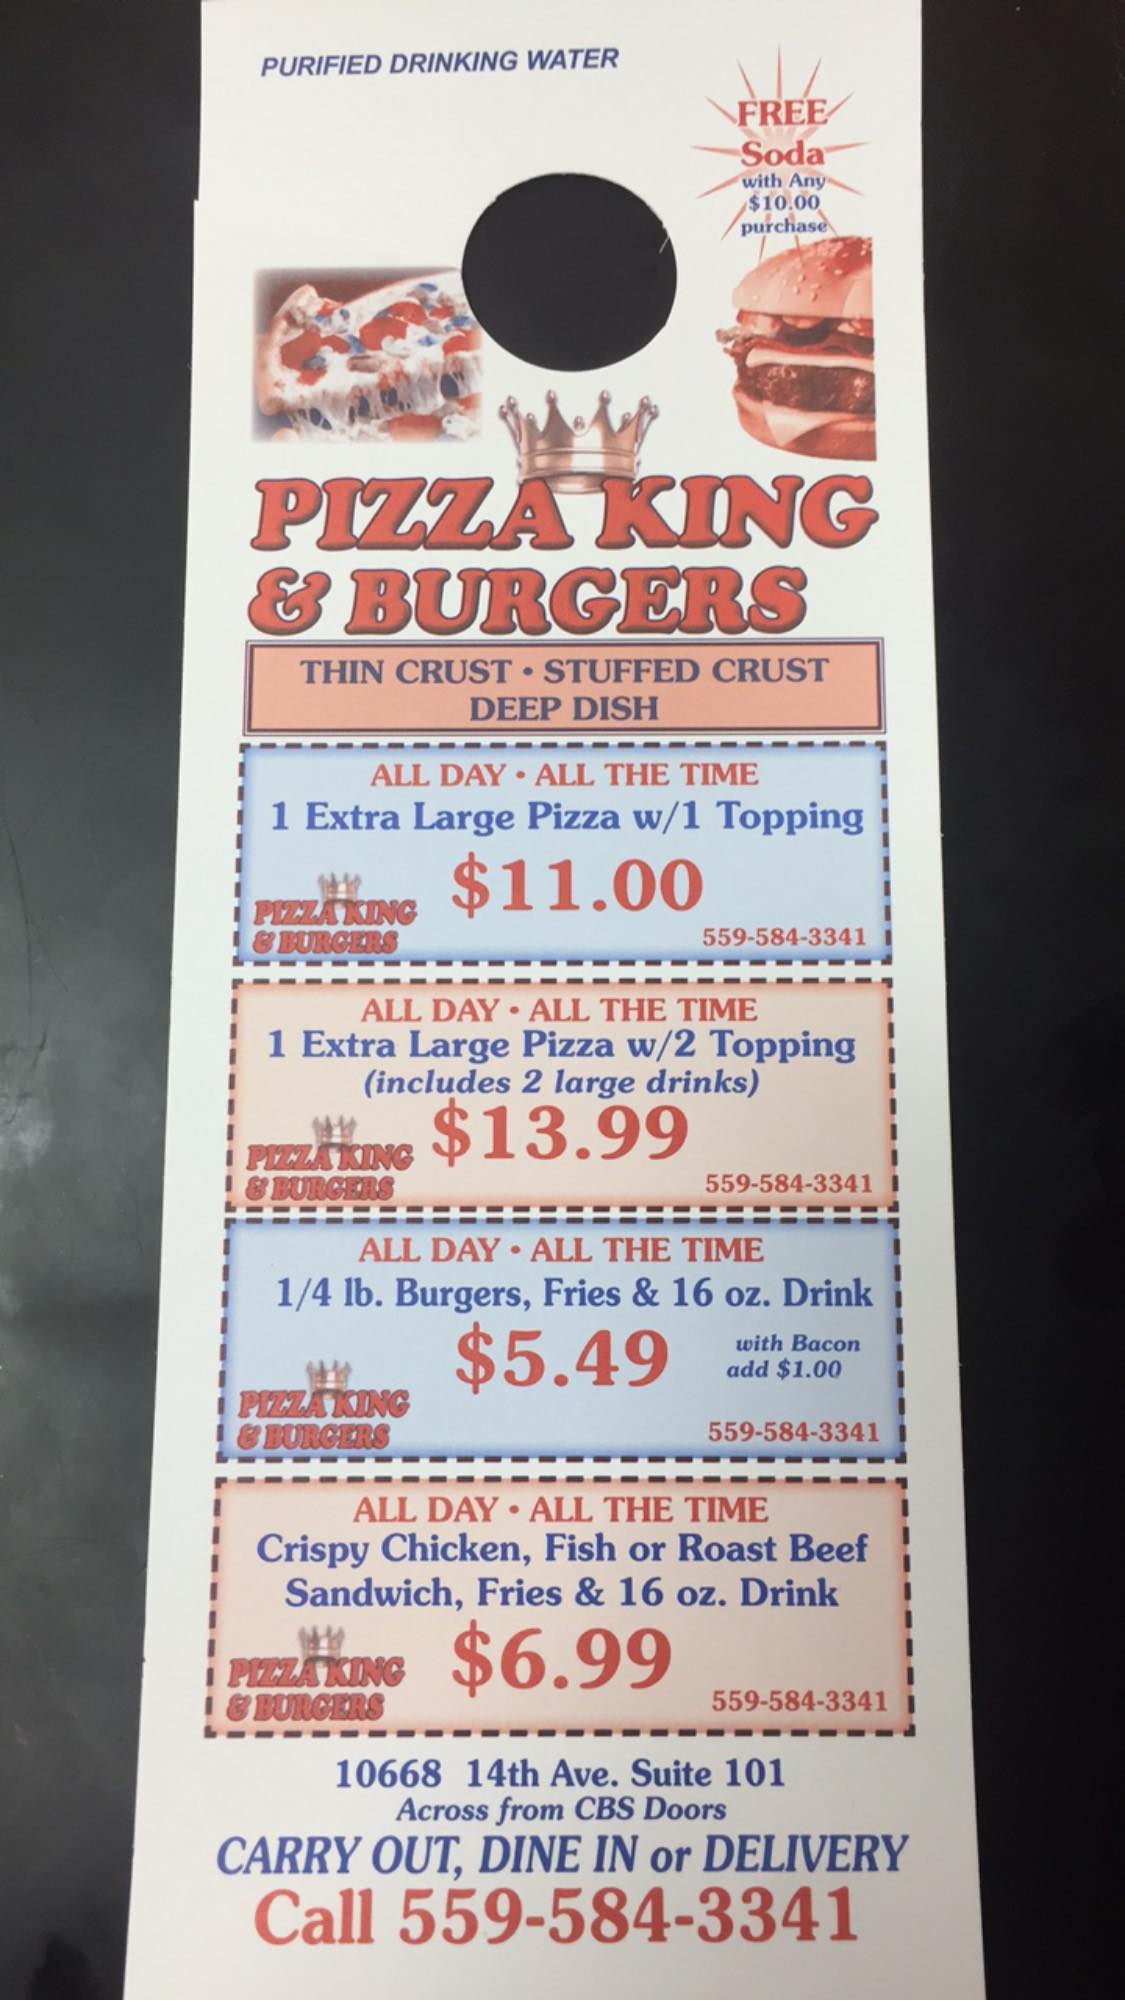 PURIFIED DRINKING WATER
FREE
Soda
with Any
$10.00
purchase
PIZZA KING
& BURGERS
THIN CRUST • STUFFED CRUST
DEEP DISH
ALL DAY • ALL THE TIME
1 Extra Large Pizza w/1 Topping
$11.00
PIZZA KING
& BURGERS
559-584-3341
ALL DAY • ALL THE TIME
1 Extra Large Pizza w/2 Topping
(includes 2 large drinks)
$13.99
PIZZA KING
& BURGERS
559-584-3341
ALL DAY • ALL THE TIME
1/4 lb. Burgers, Fries & 16 oz. Drink
$5.49
with Bacon
add $1.00
PIZZA KING
& BURGERS
559-584-3341
ALL DAY • ALL THE TIME
Crispy Chicken, Fish or Roast Beef
Sandwich, Fries & 16 oz. Drink
$6.99
PIZZA KING
& BURGERS
559-584-3341
10668 14th Ave. Suite 101
Across from CBS Doors
CARRY OUT, DINE IN or DELIVERY
Call 559-584-3341